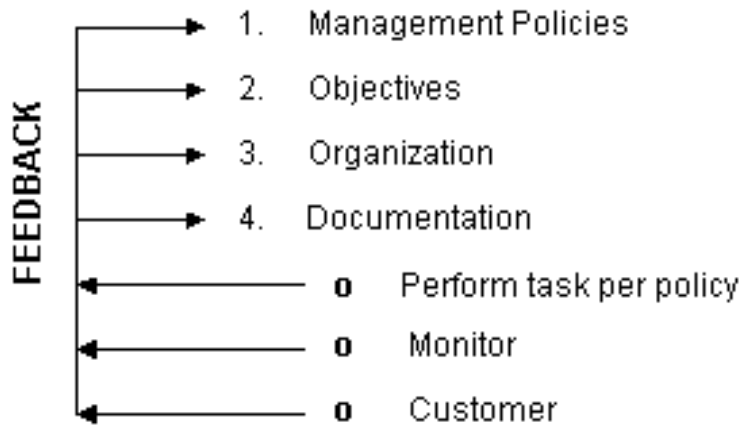 FEEDBACK
1. Management Policies
2. Objectives
3. Organization
4. Documentation
o Perform task per policy
o Monitor
o Customer